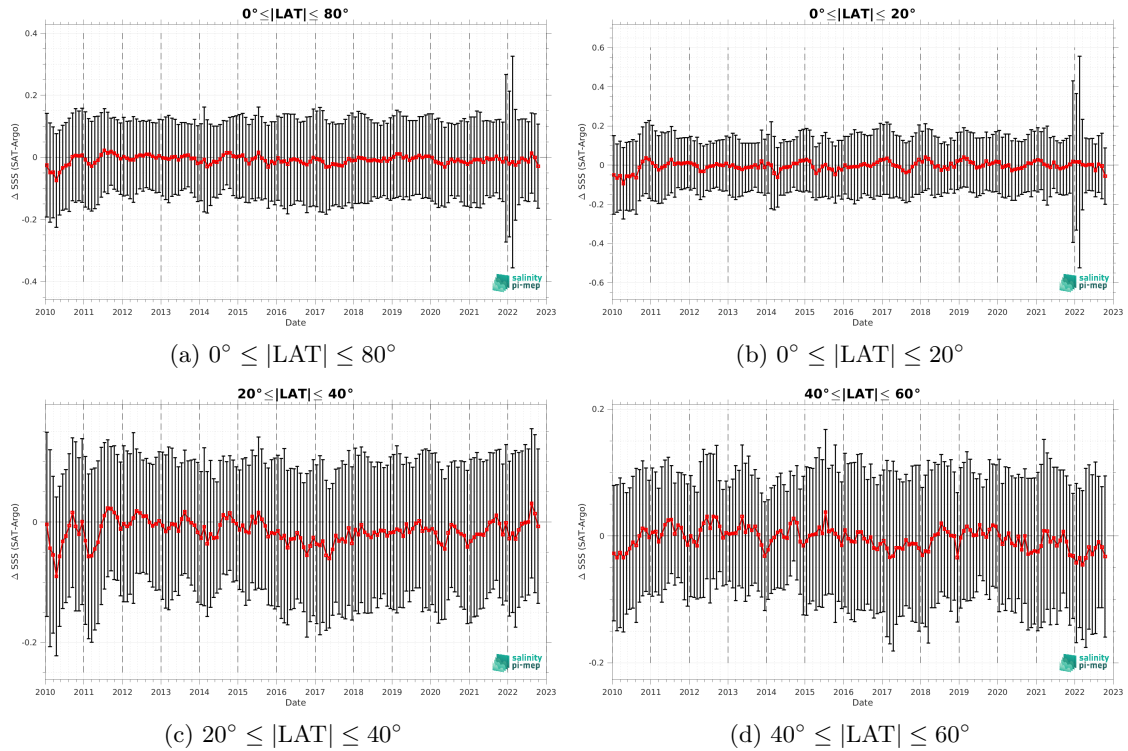 0°≤|LAT|≤ 80°
0.4
0.2
0
-0.2
-0.4
Δ SSS (SAT-Argo)
salinity
pi-mep
2010 2011 2012 2013 2014 2015 2016 2017 2018 2019 2020 2021 2022 2023
Date
(a) 0° ≤ |LAT| ≤ 80°
0°≤|LAT|≤ 20°
0.6
0.4
0.2
0
-0.2
-0.4
-0.6
Δ SSS (SAT-Argo)
salinity
pi-mep
2010 2011 2012 2013 2014 2015 2016 2017 2018 2019 2020 2021 2022 2023
Date
(b) 0° ≤ |LAT| ≤ 20°
20°≤|LAT|≤ 40°
0
-0.2
Δ SSS (SAT-Argo)
salinity
pi-mep
2010 2011 2012 2013 2014 2015 2016 2017 2018 2019 2020 2021 2022 2023
Date
(c) 20° ≤ |LAT| ≤ 40°
40°≤|LAT|≤ 60°
0.2
0
-0.2
Δ SSS (SAT-Argo)
salinity
pi-mep
2010 2011 2012 2013 2014 2015 2016 2017 2018 2019 2020 2021 2022 2023
Date
(d) 40° ≤ |LAT| ≤ 60°